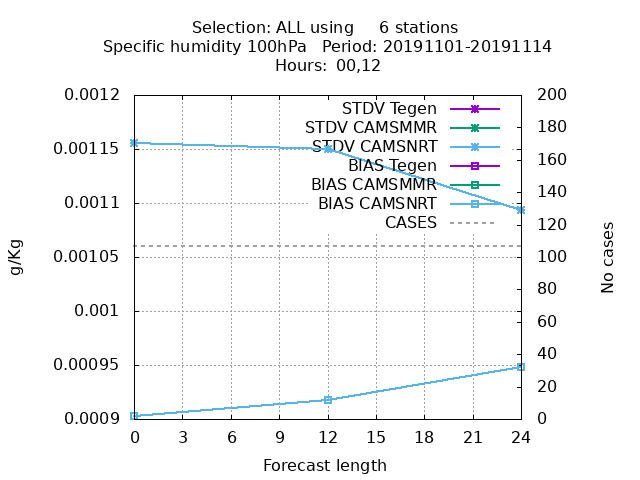 Selection: ALL using     6 stations
Specific humidity 100hPa   Period: 20191101-20191114
Hours:  00,12
0.0012
0.00115
0.0011
0.00105
0.001
0.00095
0.0009
g/Kg
STDV Tegen
STDV CAMSMMR
STDV CAMSNRT
BIAS Tegen
BIAS CAMSMMR
BIAS CAMSNRT
CASES
200
180
160
140
120
100
80
60
40
20
0
No cases
0 3 6 9 12 15 18 21 24
Forecast length